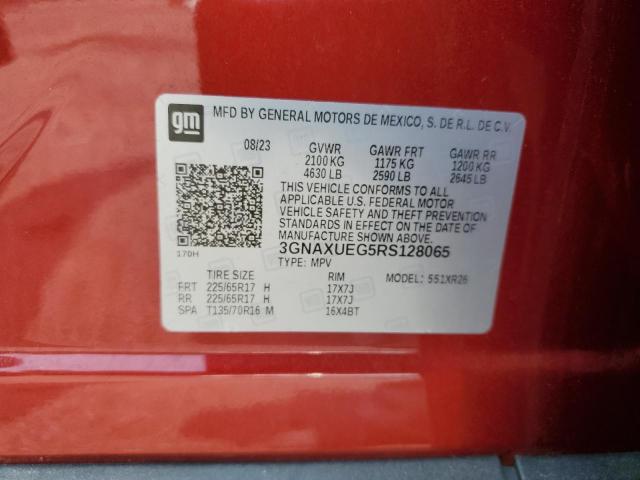 gm MFD BY GENERAL MOTORS DE MEXICO, S. DE R.L. DE C.V.
08/23 GVWR GAWR FRT GAWR RR
2100 KG 1175 KG 1200 KG
4630 LB 2590 LB 2645 LB
THIS VEHICLE CONFORMS TO ALL
APPLICABLE U.S. FEDERAL MOTOR
VEHICLE SAFETY AND THEFT PREVENTION
STANDARDS IN EFFECT ON THE DATE OF
MANUFACTURE SHOWN ABOVE.
170H 3GNAXUEG5RS128065
TYPE: MPV MODEL: 551XR26
TIRE SIZE RIM
FRT 225/65R17 H 17X7J
RR 225/65R17 H 17X7J
SPA T135/70R16 M 16X4BT